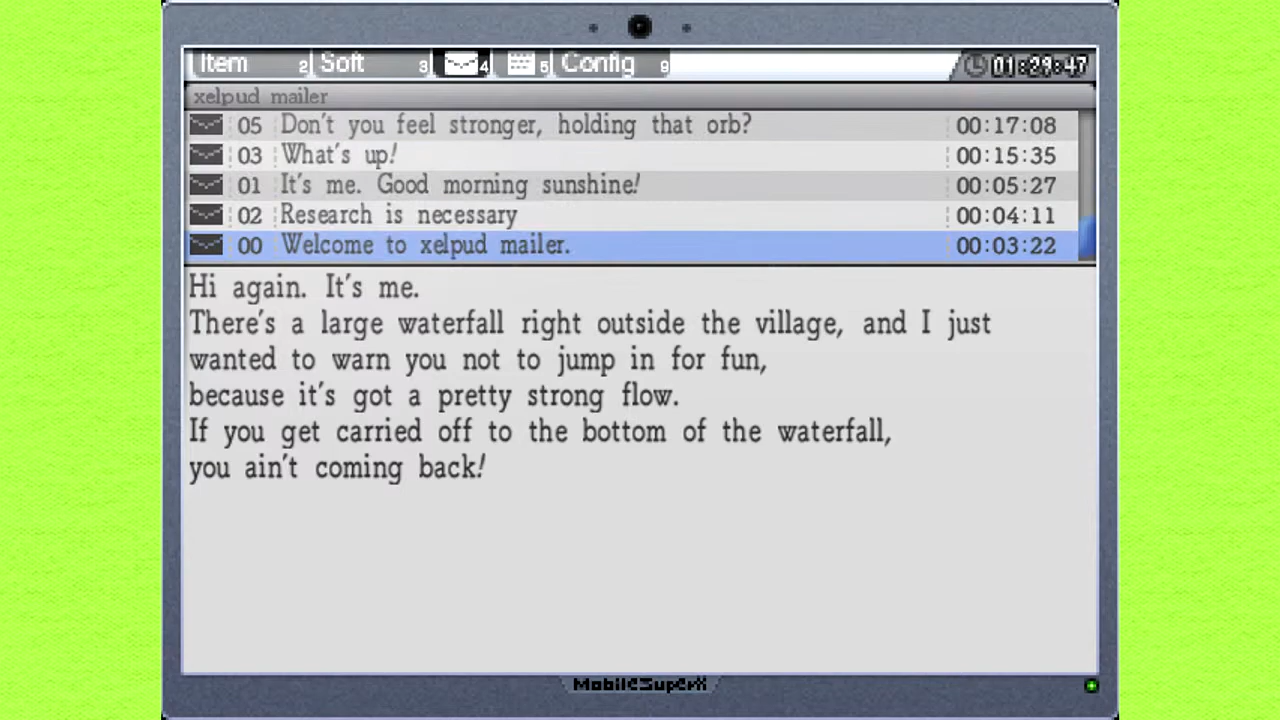 Item 2 Soft 3 4 5 Config 9 01:29:47
xelpud mailer
05 Don't you feel stronger, holding that orb? 00:17:08
03 What's up! 00:15:35
01 It's me. Good morning sunshine! 00:05:27
02 Research is necessary 00:04:11
00 Welcome to xelpud mailer. 00:03:22
Hi again. It's me.
There's a large waterfall right outside the village, and I just
wanted to warn you not to jump in for fun,
because it's got a pretty strong flow.
If you get carried off to the bottom of the waterfall,
you ain't coming back!
MobileSuperX